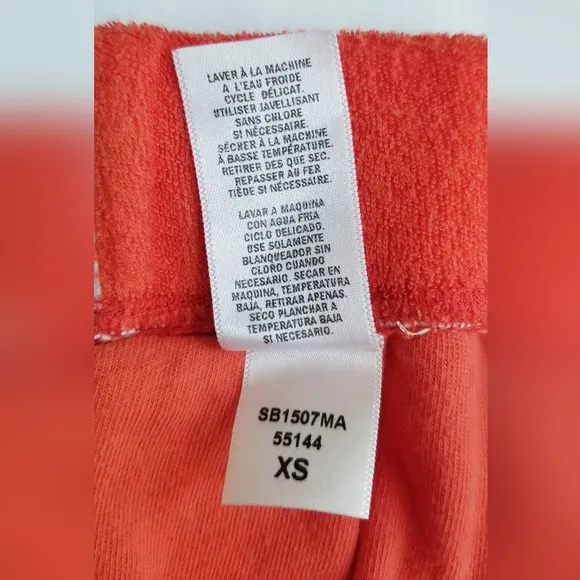 LAVER À LA MACHINE
A L'EAU FROIDE
CYCLE DÉLICAT.
UTILISER JAVELLISANT
SANS CHLORE
SI NÉCESSAIRE.
SÉCHER À LA MACHINE
À BASSE TEMPÉRATURE.
RETIRER DES QUE SEC.
REPASSER AU FER
TIÈDE SI NÉCESSAIRE.
LAVAR A MAQUINA
CON AGUA FRIA
CICLO DELICADO.
USE SOLAMENTE
BLANQUEADOR SIN
CLORO CUANDO
NECESARIO. SECAR EN
MAQUINA, TEMPERATURA
BAJA, RETIRAR APENAS.
SECO PLANCHAR A
TEMPERATURA BAJA
SI NECESARIO.
SB1507MA
55144
XS